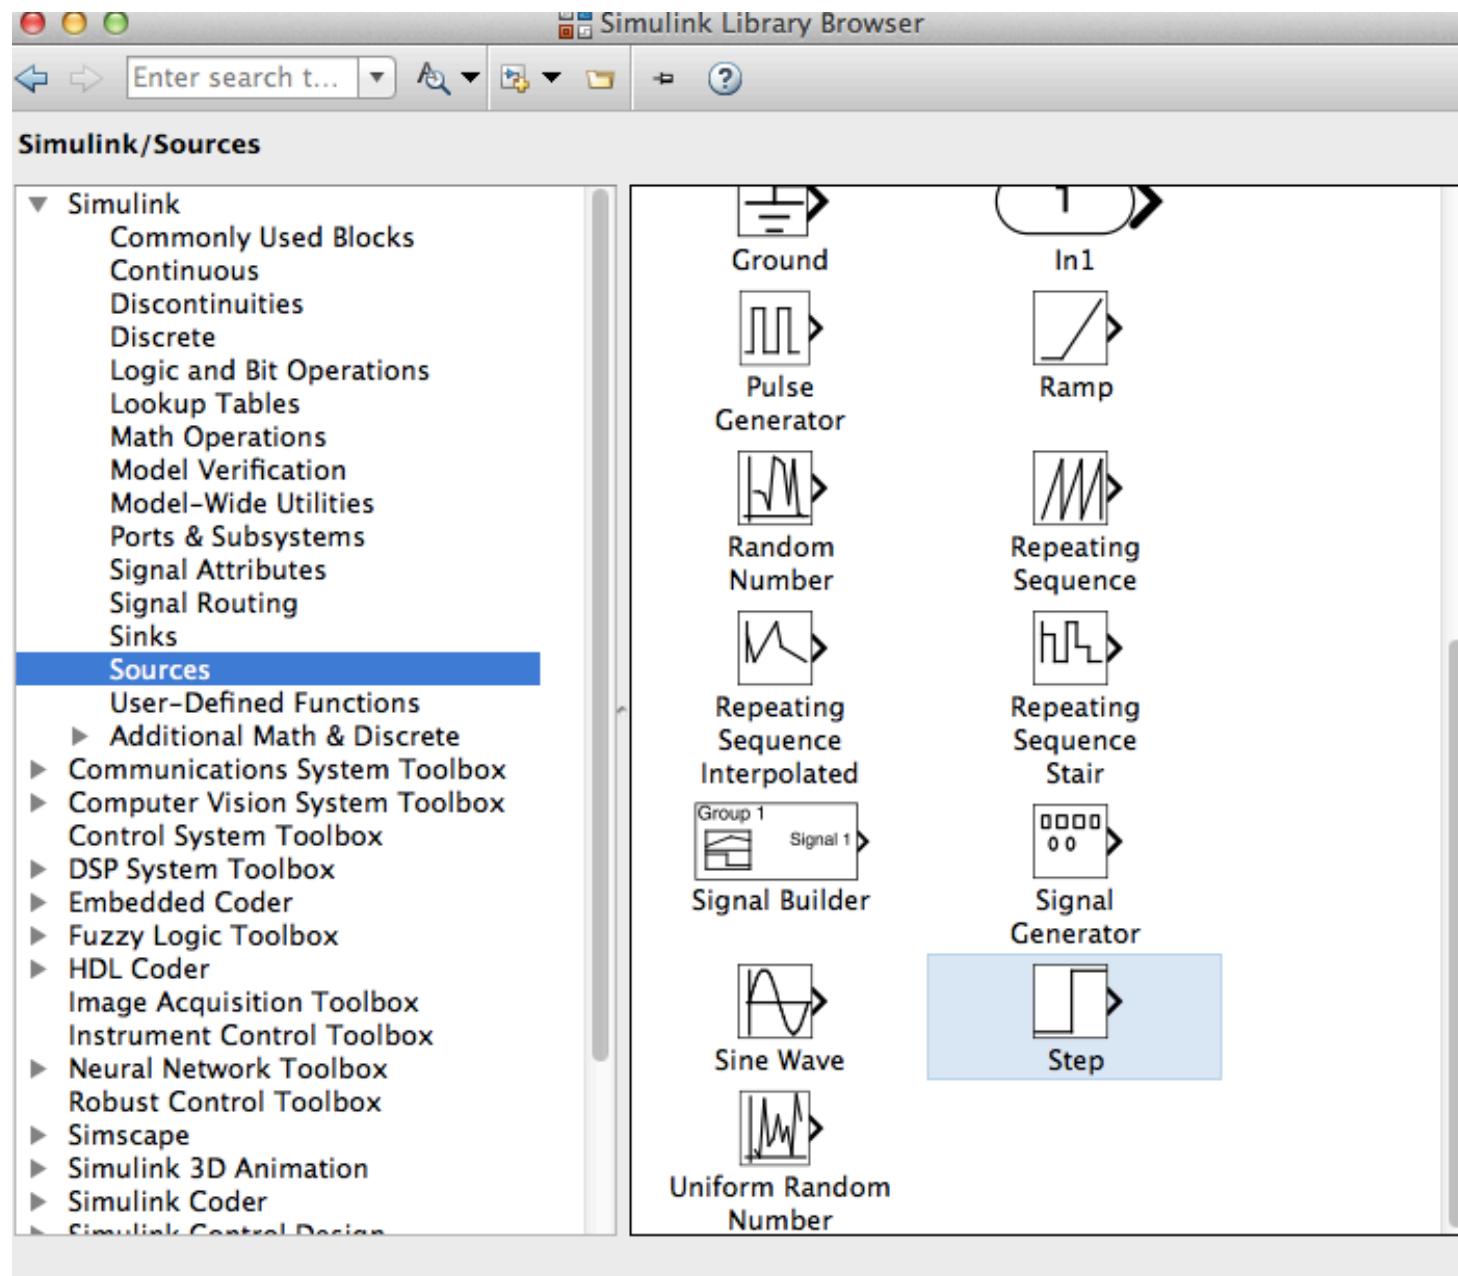 Simulink Library Browser
Enter search t...
Simulink/Sources
Simulink
Commonly Used Blocks
Continuous
Discontinuities
Discrete
Logic and Bit Operations
Lookup Tables
Math Operations
Model Verification
Model-Wide Utilities
Ports & Subsystems
Signal Attributes
Signal Routing
Sinks
Sources
User-Defined Functions
Additional Math & Discrete
Communications System Toolbox
Computer Vision System Toolbox
Control System Toolbox
DSP System Toolbox
Embedded Coder
Fuzzy Logic Toolbox
HDL Coder
Image Acquisition Toolbox
Instrument Control Toolbox
Neural Network Toolbox
Robust Control Toolbox
Simscape
Simulink 3D Animation
Simulink Coder
Simulink Control Design
1
Ground
In1
Pulse
Generator
Ramp
Random
Number
Repeating
Sequence
Repeating
Sequence
Interpolated
Repeating
Sequence
Stair
Group 1
Signal 1
Signal Builder
Signal
Generator
Sine Wave
Step
Uniform Random
Number